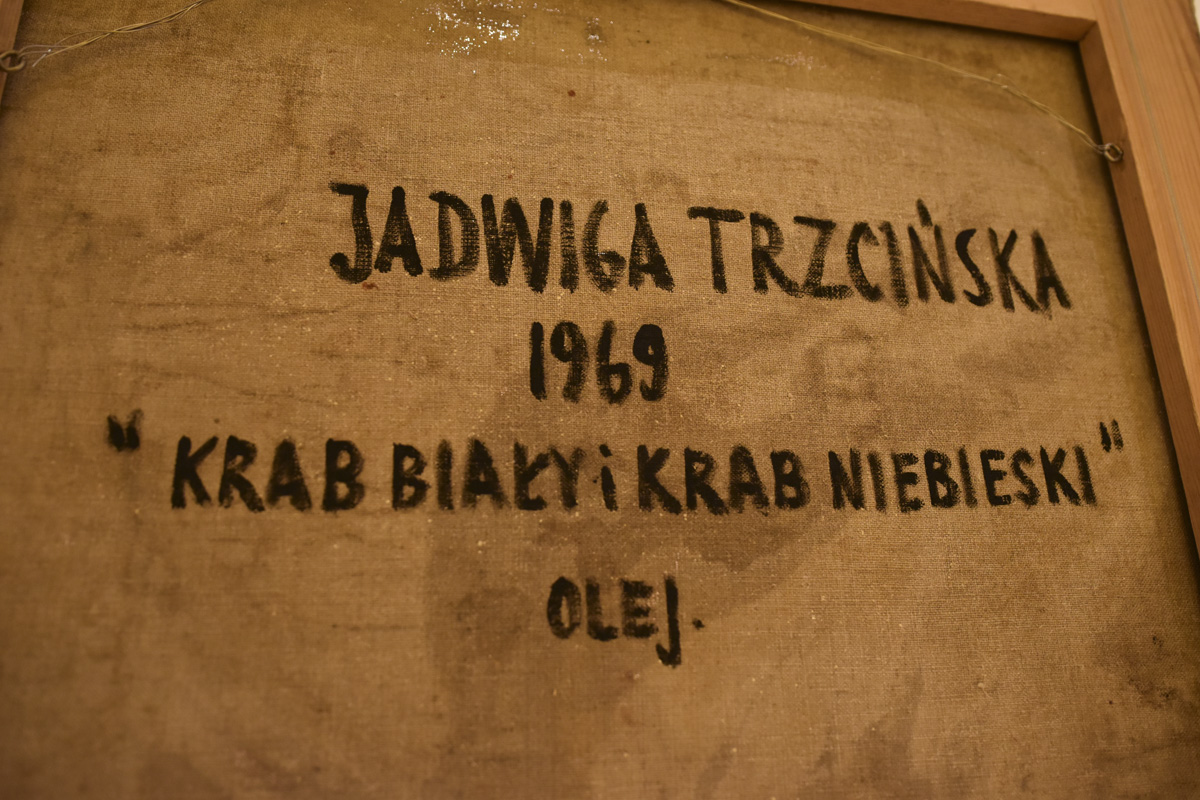 JADWIGA TRZCIŃSKA
1969
" KRAB BIAŁY i KRAB NIEBIESKI "
OLEJ.